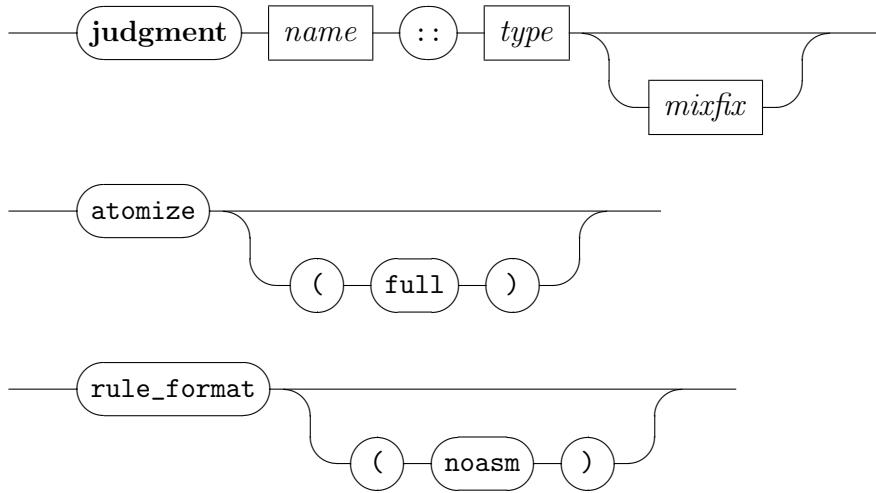 judgment name :: type
mixfix
atomize
( full )
rule_format
( noasm )